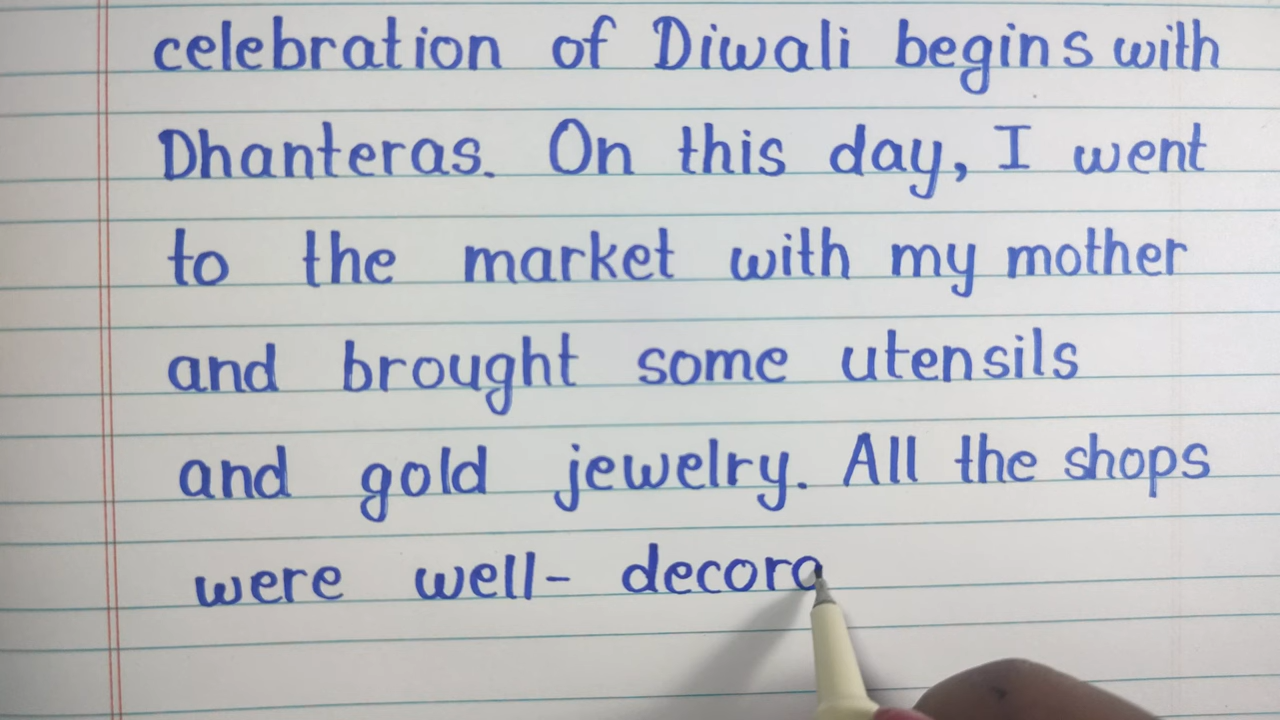 celebration of Diwali begins with
Dhanteras. On this day, I went
to the market with my mother
and brought some utensils
and gold jewelry. All the shops
were well- decora